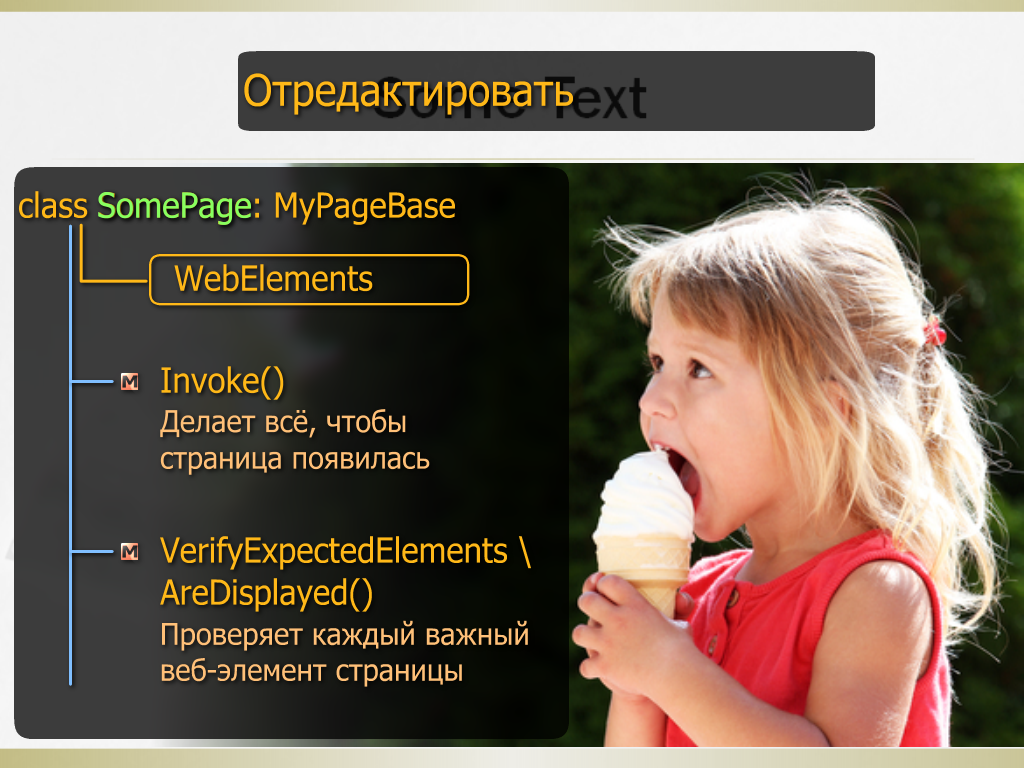 Отредактировать
Some Text
class SomePage: MyPageBase
WebElements
M Invoke()
Делает всё, чтобы
страница появилась
M VerifyExpectedElements \
AreDisplayed()
Проверяет каждый важный
веб-элемент страницы